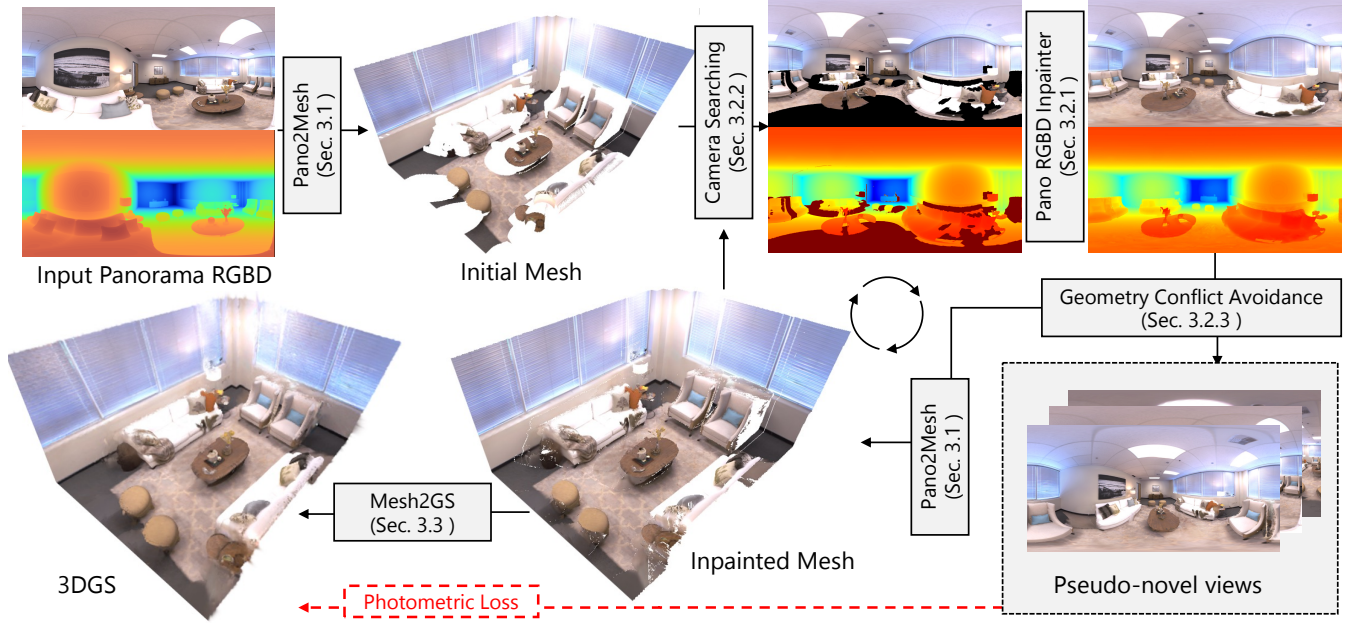 Pano2Mesh
(Sec. 3.1 )
Camera Searching
(Sec. 3.2.2)
Pano RGBD Inpainter
(Sec. 3.2.1)
Input Panorama RGBD
Initial Mesh
Geometry Conflict Avoidance
(Sec. 3.2.3 )
Pano2Mesh
(Sec. 3.1 )
Mesh2GS
(Sec. 3.3 )
Inpainted Mesh
3DGS
Photometric Loss
Pseudo-novel views